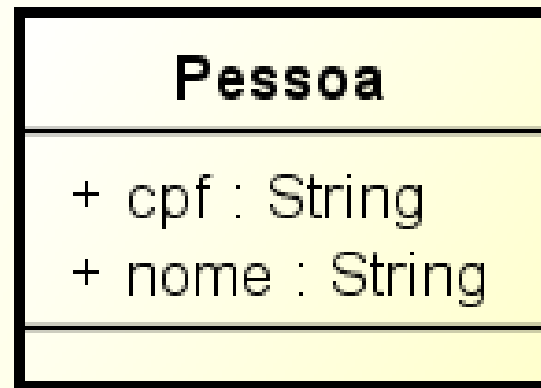 Pessoa
+ cpf : String
+ nome : String